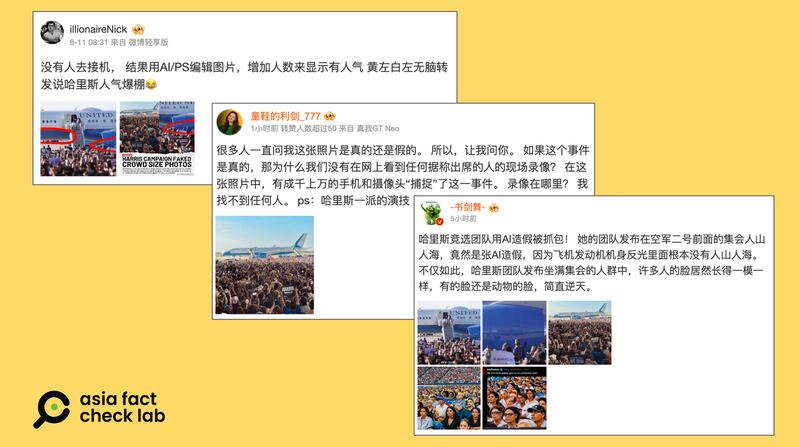 illionaireNick
8-11 08:31 来自 微博轻享版
没有人去接机， 结果用AI/PS编辑图片，增加人数来显示有人气 黄左白左无脑转
发说哈里斯人气爆棚😂
HARRIS CAMPAIGN FAKED
CROWD SIZE PHOTOS
童鞋的利剑_777
1小时前 转赞人数超过50 来自 真我GT Neo
很多人一直问我这张照片是真的还是假的。 所以，让我问你。 如果这个事件
是真的，那为什么我们没有在网上看到任何据称出席的人的现场录像？ 在这
张照片中，有成千上万的手机和摄像头“捕捉”了这一事件。 录像在哪里？ 我
找不到任何人。 ps：哈里斯一派的演技
-书剑舞-
5小时前
哈里斯竞选团队用AI造假被抓包！ 她的团队发布在空军二号前面的集会人山
人海，竟然是张AI造假，因为飞机发动机机身反光里面根本没有人山人海。
不仅如此，哈里斯团队发布坐满集会的人群中，许多人的脸居然长得一模一
样，有的脸还是动物的脸，简直逆天。
asia fact
check lab